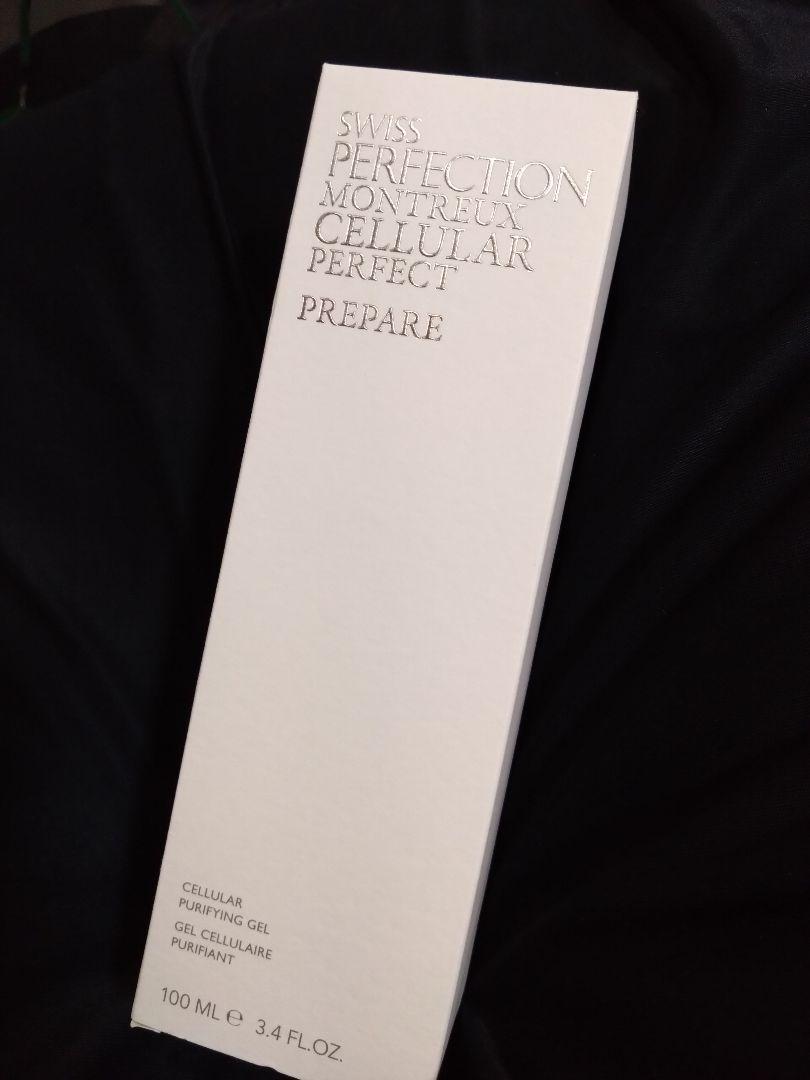 SWISS
PERFECTION
MONTREUX
CELLULAR
PERFECT
PREPARE
CELLULAR
PURIFYING GEL
GEL CELLULAIRE
PURIFIANT
100 ML ℮ 3.4 FL.OZ.